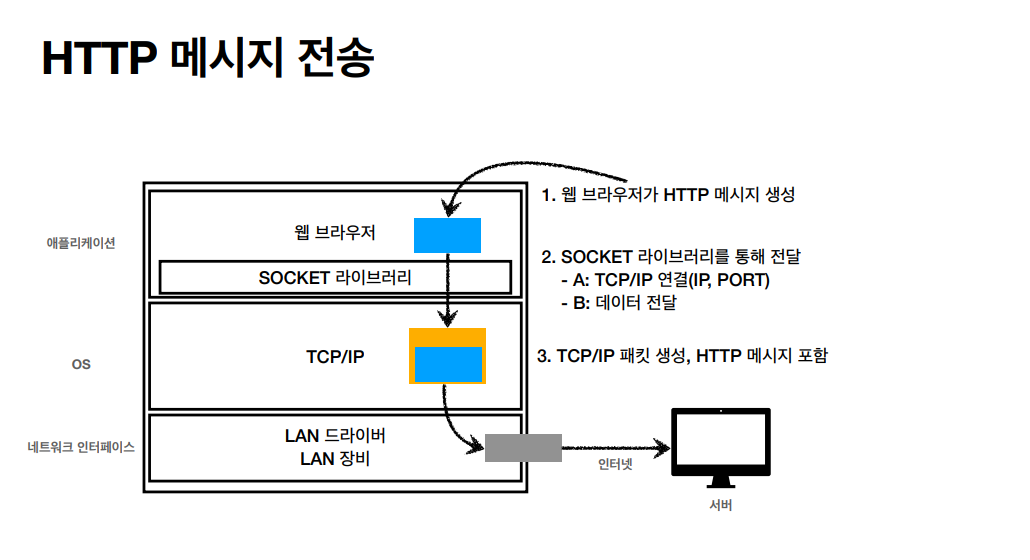 HTTP 메시지 전송
1. 웹 브라우저가 HTTP 메시지 생성
애플리케이션
웹 브라우저
SOCKET 라이브러리
2. SOCKET 라이브러리를 통해 전달
- A: TCP/IP 연결(IP, PORT)
- B: 데이터 전달
OS
TCP/IP
3. TCP/IP 패킷 생성, HTTP 메시지 포함
네트워크 인터페이스
LAN 드라이버
LAN 장비
인터넷
서버